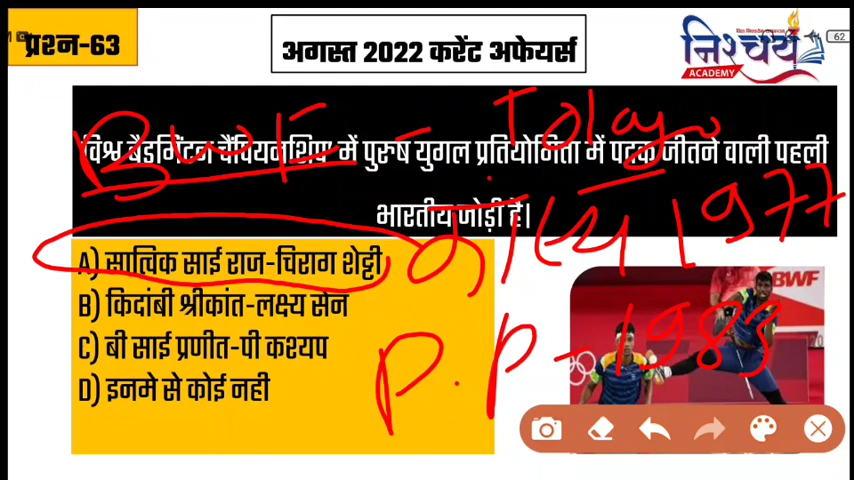 प्रश्न-63
अगस्त 2022 करेंट अफेयर्स
निश्चय
ACADEMY
62
विश्व बैडमिंटन चैंपियनशिप में पुरुष युगल प्रतियोगिता में पदक जीतने वाली पहली
भारतीय जोड़ी है।
BWF - Tokyo
कांस्य 1977
P.P - 1983
A) सात्विक साई राज-चिराग शेट्टी
B) किदांबी श्रीकांत-लक्ष्य सेन
C) बी साई प्रणीत-पी कश्यप
D) इनमे से कोई नही
BWF